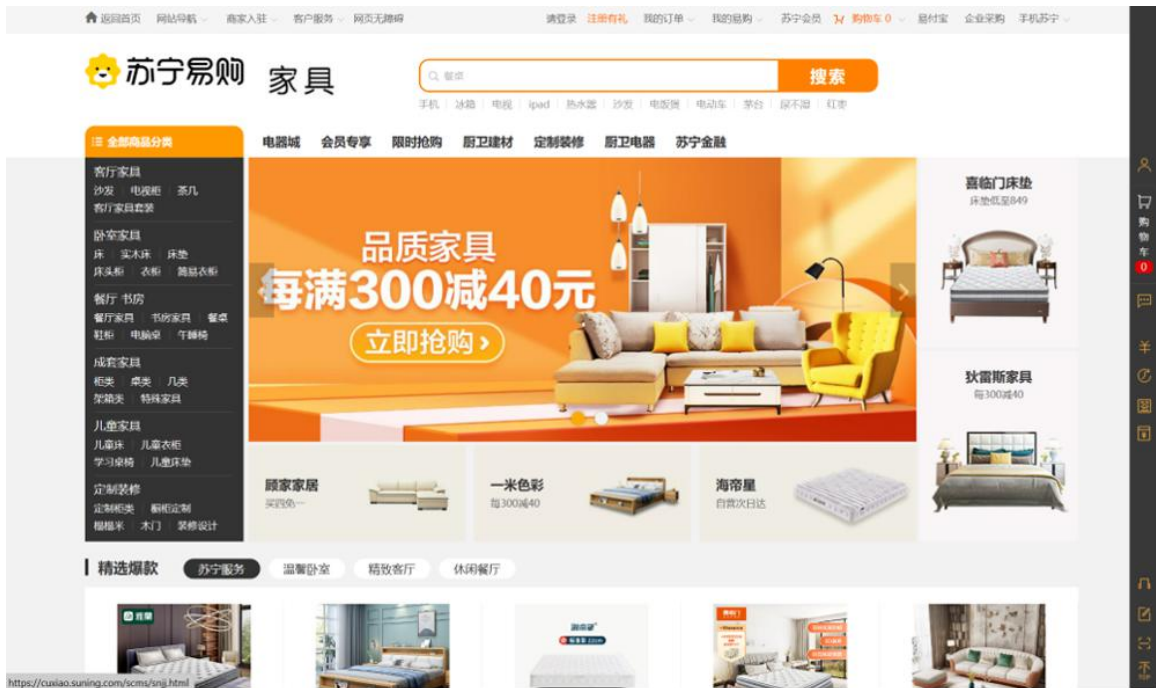 返回首页 网站导航 商家入驻 客户服务 网页无障碍 请登录 注册有礼 我的订单 我的易购 苏宁会员 购物车 0 易付宝 企业采购 手机苏宁
苏宁易购 家具
餐桌 搜索
手机 冰箱 电视 ipad 热水器 沙发 电饭煲 电动车 茅台 尿不湿 红枣
全部商品分类 电器城 会员专享 限时抢购 厨卫建材 定制装修 厨卫电器 苏宁金融
客厅家具
沙发 电视柜 茶几
客厅家具套装
卧室家具
床 实木床 床垫
床头柜 衣柜 简易衣柜
餐厅 书房
餐厅家具 书房家具 餐桌
鞋柜 电脑桌 午睡椅
成套家具
柜类 桌类 几类
架箱类 特殊家具
儿童家具
儿童床 儿童衣柜
学习桌椅 儿童床垫
定制装修
定制柜类 橱柜定制
榻榻米 木门 装修设计
品质家具
每满300减40元
立即抢购
喜临门床垫
床垫低至849
狄雷斯家具
每300减40
顾家家居
买四免一
一米色彩
每300减40
海帝星
自营次日达
购物车
0
TOP
精选爆款 苏宁服务 温馨卧室 精致客厅 休闲餐厅
https://cuxiao.suning.com/scms/snjj.html